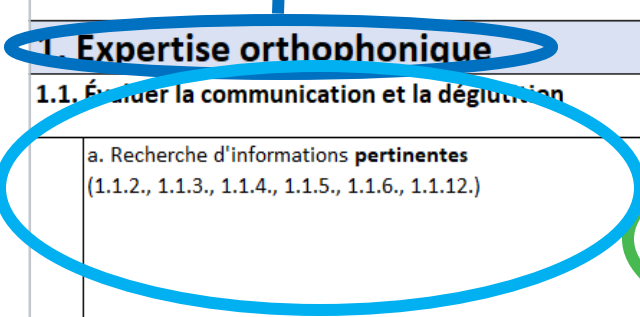 1. Expertise orthophonique
1.1. Évaluer la communication et la déglutition
a. Recherche d'informations pertinentes
(1.1.2., 1.1.3., 1.1.4., 1.1.5., 1.1.6., 1.1.12.)